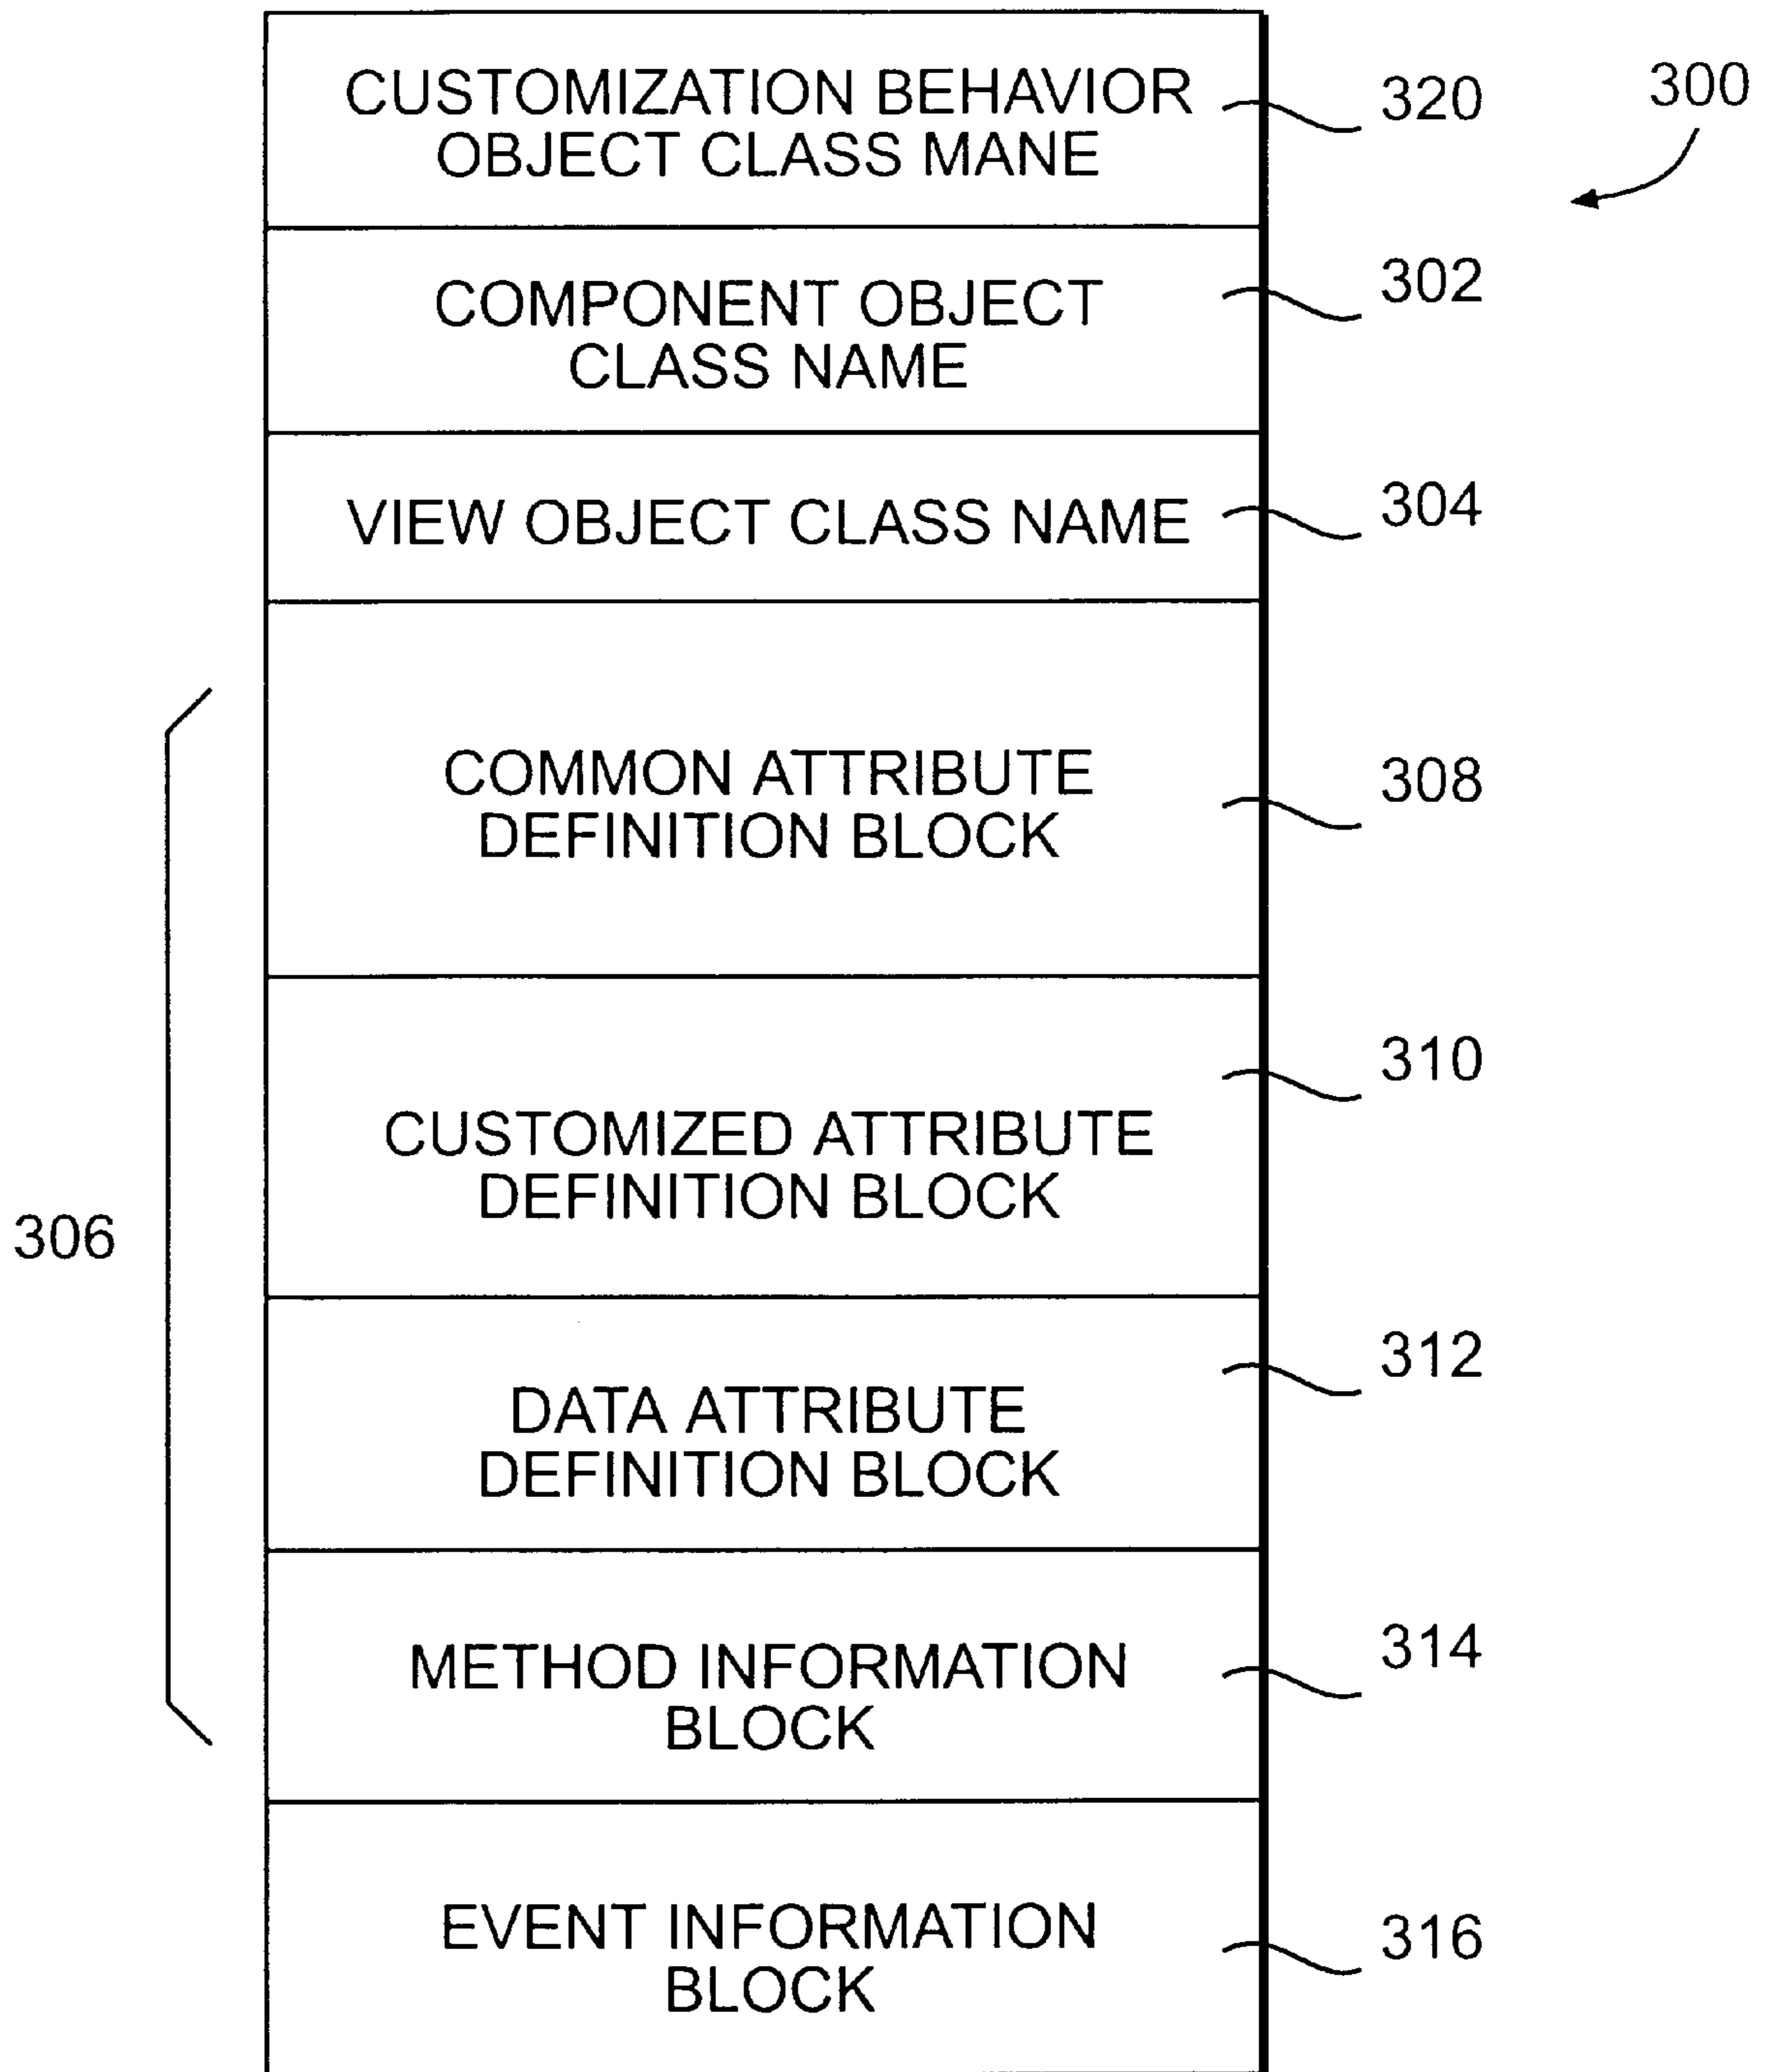 CUSTOMIZATION BEHAVIOR
OBJECT CLASS MANE
320
300
COMPONENT OBJECT
CLASS NAME
302
VIEW OBJECT CLASS NAME
304
COMMON ATTRIBUTE
DEFINITION BLOCK
308
310
CUSTOMIZED ATTRIBUTE
DEFINITION BLOCK
306
312
DATA ATTRIBUTE
DEFINITION BLOCK
314
METHOD INFORMATION
BLOCK
EVENT INFORMATION
BLOCK
316